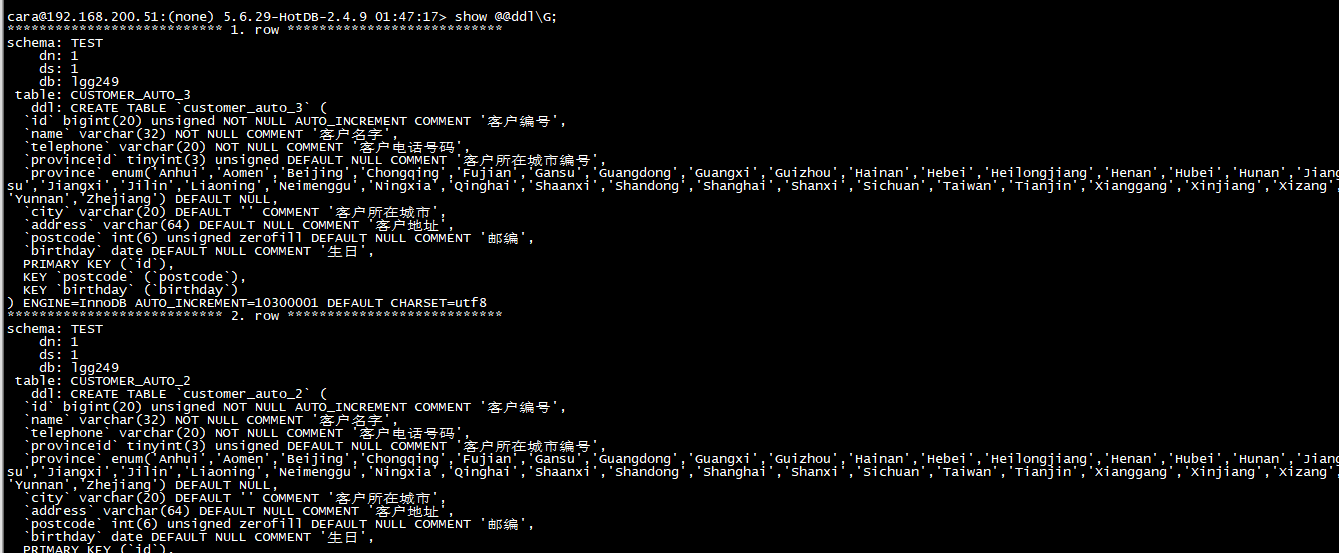 cara@192.168.200.51:(none) 5.6.29-HotDB-2.4.9 01:47:17> show @@ddl\G;
*************************** 1. row ***************************
schema: TEST
    dn: 1
    ds: 1
    db: lgg249
 table: CUSTOMER_AUTO_3
   ddl: CREATE TABLE `customer_auto_3` (
  `id` bigint(20) unsigned NOT NULL AUTO_INCREMENT COMMENT '客户编号',
  `name` varchar(32) NOT NULL COMMENT '客户名字',
  `telephone` varchar(20) NOT NULL COMMENT '客户电话号码',
  `provinceid` tinyint(3) unsigned DEFAULT NULL COMMENT '客户所在城市编号',
  `province` enum('Anhui','Aomen','Beijing','Chongqing','Fujian','Gansu','Guangdong','Guangxi','Guizhou','Hainan','Hebei','Heilongjiang','Henan','Hubei','Hunan','Jiang
su','Jiangxi','Jilin','Liaoning','Neimenggu','Ningxia','Qinghai','Shaanxi','Shandong','Shanghai','Shanxi','Sichuan','Taiwan','Tianjin','Xianggang','Xinjiang','Xizang',
'Yunnan','Zhejiang') DEFAULT NULL,
  `city` varchar(20) DEFAULT '' COMMENT '客户所在城市',
  `address` varchar(64) DEFAULT NULL COMMENT '客户地址',
  `postcode` int(6) unsigned zerofill DEFAULT NULL COMMENT '邮编',
  `birthday` date DEFAULT NULL COMMENT '生日',
  PRIMARY KEY (`id`),
  KEY `postcode` (`postcode`),
  KEY `birthday` (`birthday`)
) ENGINE=InnoDB AUTO_INCREMENT=10300001 DEFAULT CHARSET=utf8
*************************** 2. row ***************************
schema: TEST
    dn: 1
    ds: 1
    db: lgg249
 table: CUSTOMER_AUTO_2
   ddl: CREATE TABLE `customer_auto_2` (
  `id` bigint(20) unsigned NOT NULL AUTO_INCREMENT COMMENT '客户编号',
  `name` varchar(32) NOT NULL COMMENT '客户名字',
  `telephone` varchar(20) NOT NULL COMMENT '客户电话号码',
  `provinceid` tinyint(3) unsigned DEFAULT NULL COMMENT '客户所在城市编号',
  `province` enum('Anhui','Aomen','Beijing','Chongqing','Fujian','Gansu','Guangdong','Guangxi','Guizhou','Hainan','Hebei','Heilongjiang','Henan','Hubei','Hunan','Jiang
su','Jiangxi','Jilin','Liaoning','Neimenggu','Ningxia','Qinghai','Shaanxi','Shandong','Shanghai','Shanxi','Sichuan','Taiwan','Tianjin','Xianggang','Xinjiang','Xizang',
'Yunnan','Zhejiang') DEFAULT NULL,
  `city` varchar(20) DEFAULT '' COMMENT '客户所在城市',
  `address` varchar(64) DEFAULT NULL COMMENT '客户地址',
  `postcode` int(6) unsigned zerofill DEFAULT NULL COMMENT '邮编',
  `birthday` date DEFAULT NULL COMMENT '生日',
  PRIMARY KEY (`id`),